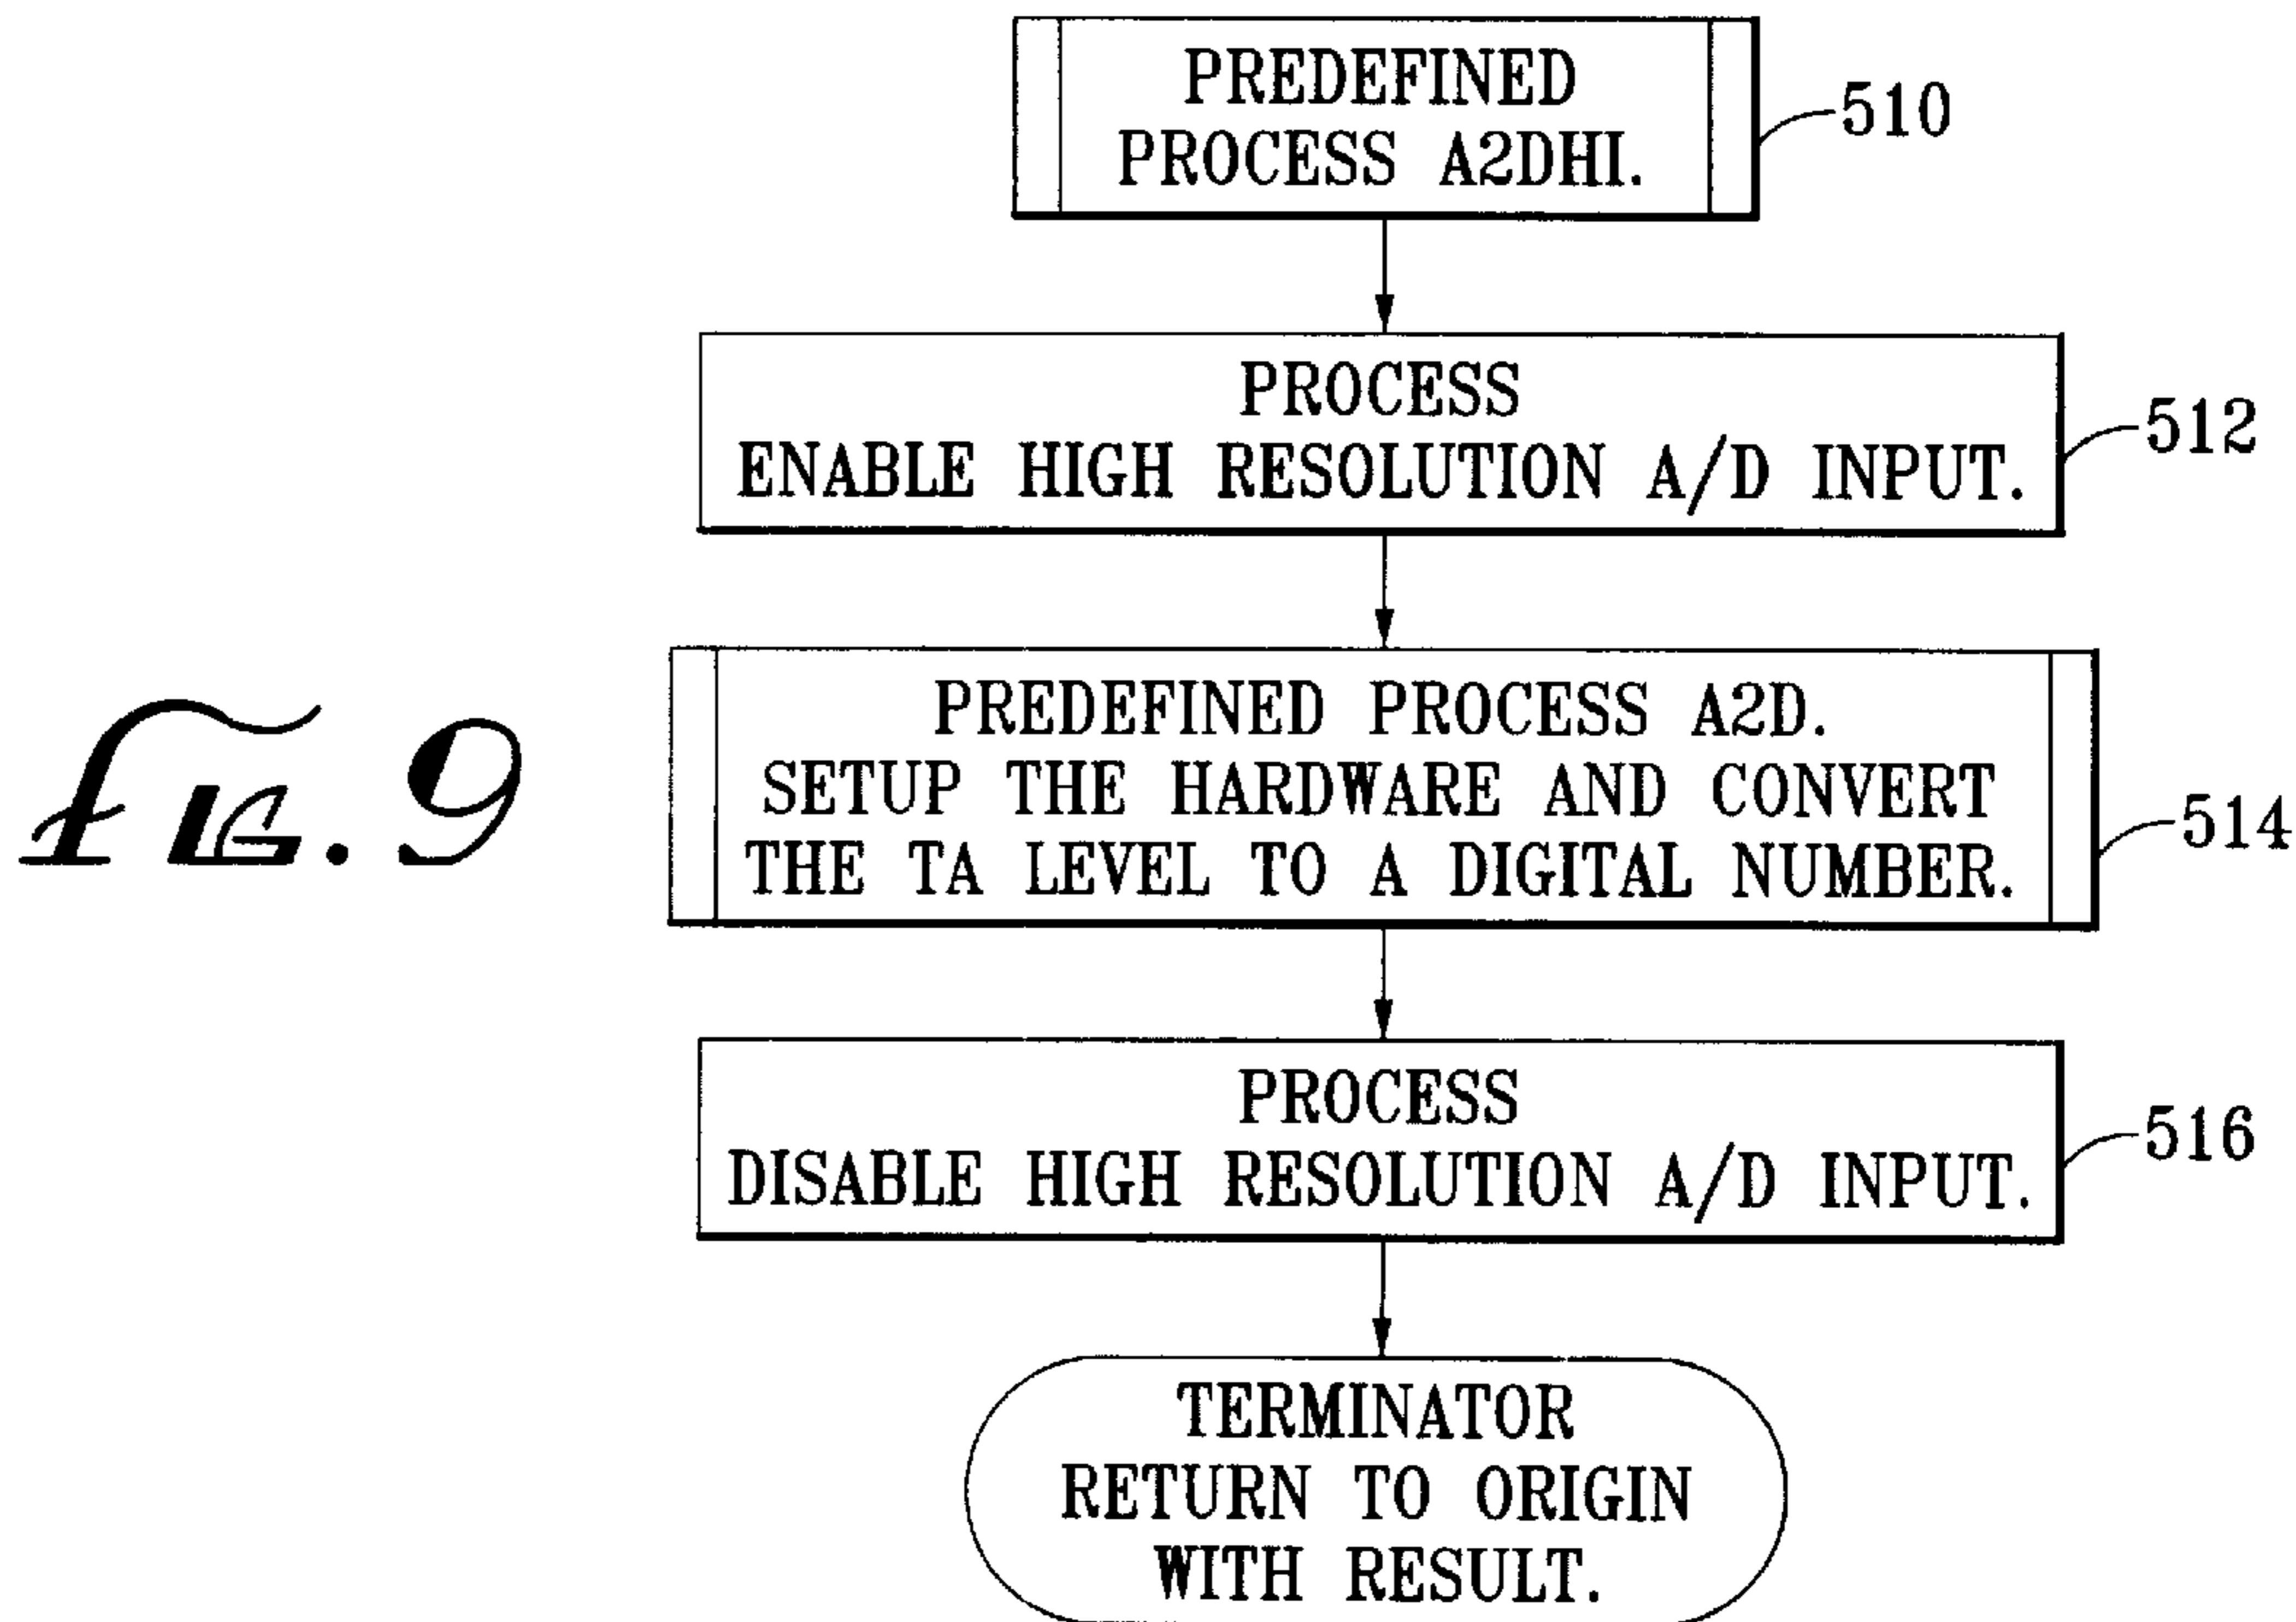 PREDEFINED
PROCESS A2DHI.
510
PROCESS
ENABLE HIGH RESOLUTION A/D INPUT.
512
PREDEFINED PROCESS A2D.
SETUP THE HARDWARE AND CONVERT
THE TA LEVEL TO A DIGITAL NUMBER.
514
FIG. 9
PROCESS
DISABLE HIGH RESOLUTION A/D INPUT.
516
TERMINATOR
RETURN TO ORIGIN
WITH RESULT.